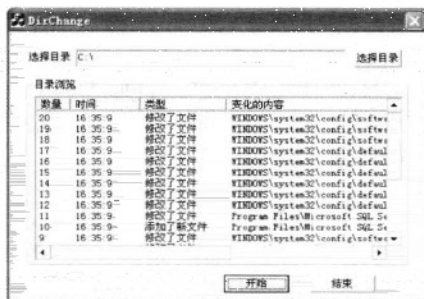 DirChange
选择目录 C:\ 选择目录
目录浏览
数量 时间 类型 变化的内容
20 16:35:9 修改了文件 WINDOWS\system32\config\softwa
19 16:35:9 修改了文件 WINDOWS\system32\config\softwa
18 16:35:9 修改了文件 WINDOWS\system32\config\softwa
17 16:35:9 修改了文件 WINDOWS\system32\config\defaul
16 16:35:9 修改了文件 WINDOWS\system32\config\defaul
15 16:35:9 修改了文件 WINDOWS\system32\config\defaul
14 16:35:9 修改了文件 WINDOWS\system32\config\defaul
13 16:35:9 修改了文件 WINDOWS\system32\config\defaul
12 16:35:9 修改了文件 WINDOWS\system32\config\defaul
11 16:35:9 修改了文件 Program Files\Microsoft SQL Se
10 16:35:9 添加了新文件 Program Files\Microsoft SQL Se
9 16:35:9 修改了文件 WINDOWS\system32\config\softwa
开始 结束